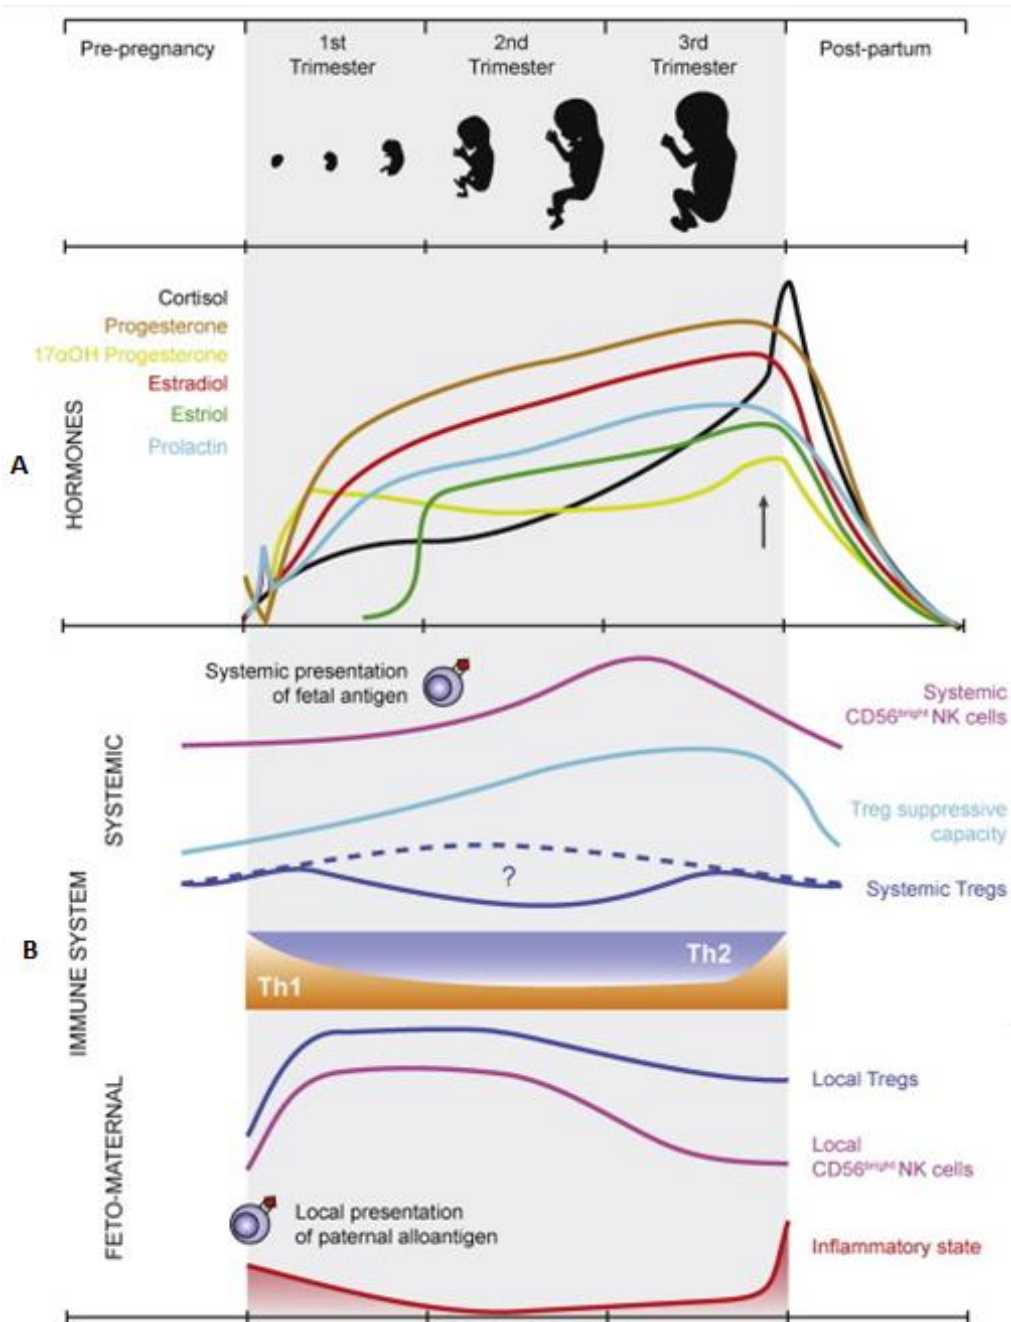 Pre-pregnancy
1st
Trimester
2nd
Trimester
3rd
Trimester
Post-partum
A
HORMONES
Cortisol
Progesterone
17αOH Progesterone
Estradiol
Estriol
Prolactin
B
IMMUNE SYSTEM
SYSTEMIC
Systemic presentation
of fetal antigen
Systemic
CD56bright NK cells
Treg suppressive
capacity
?
Systemic Tregs
Th2
Th1
FETO-MATERNAL
Local Tregs
Local
CD56bright NK cells
Local presentation
of paternal alloantigen
Inflammatory state